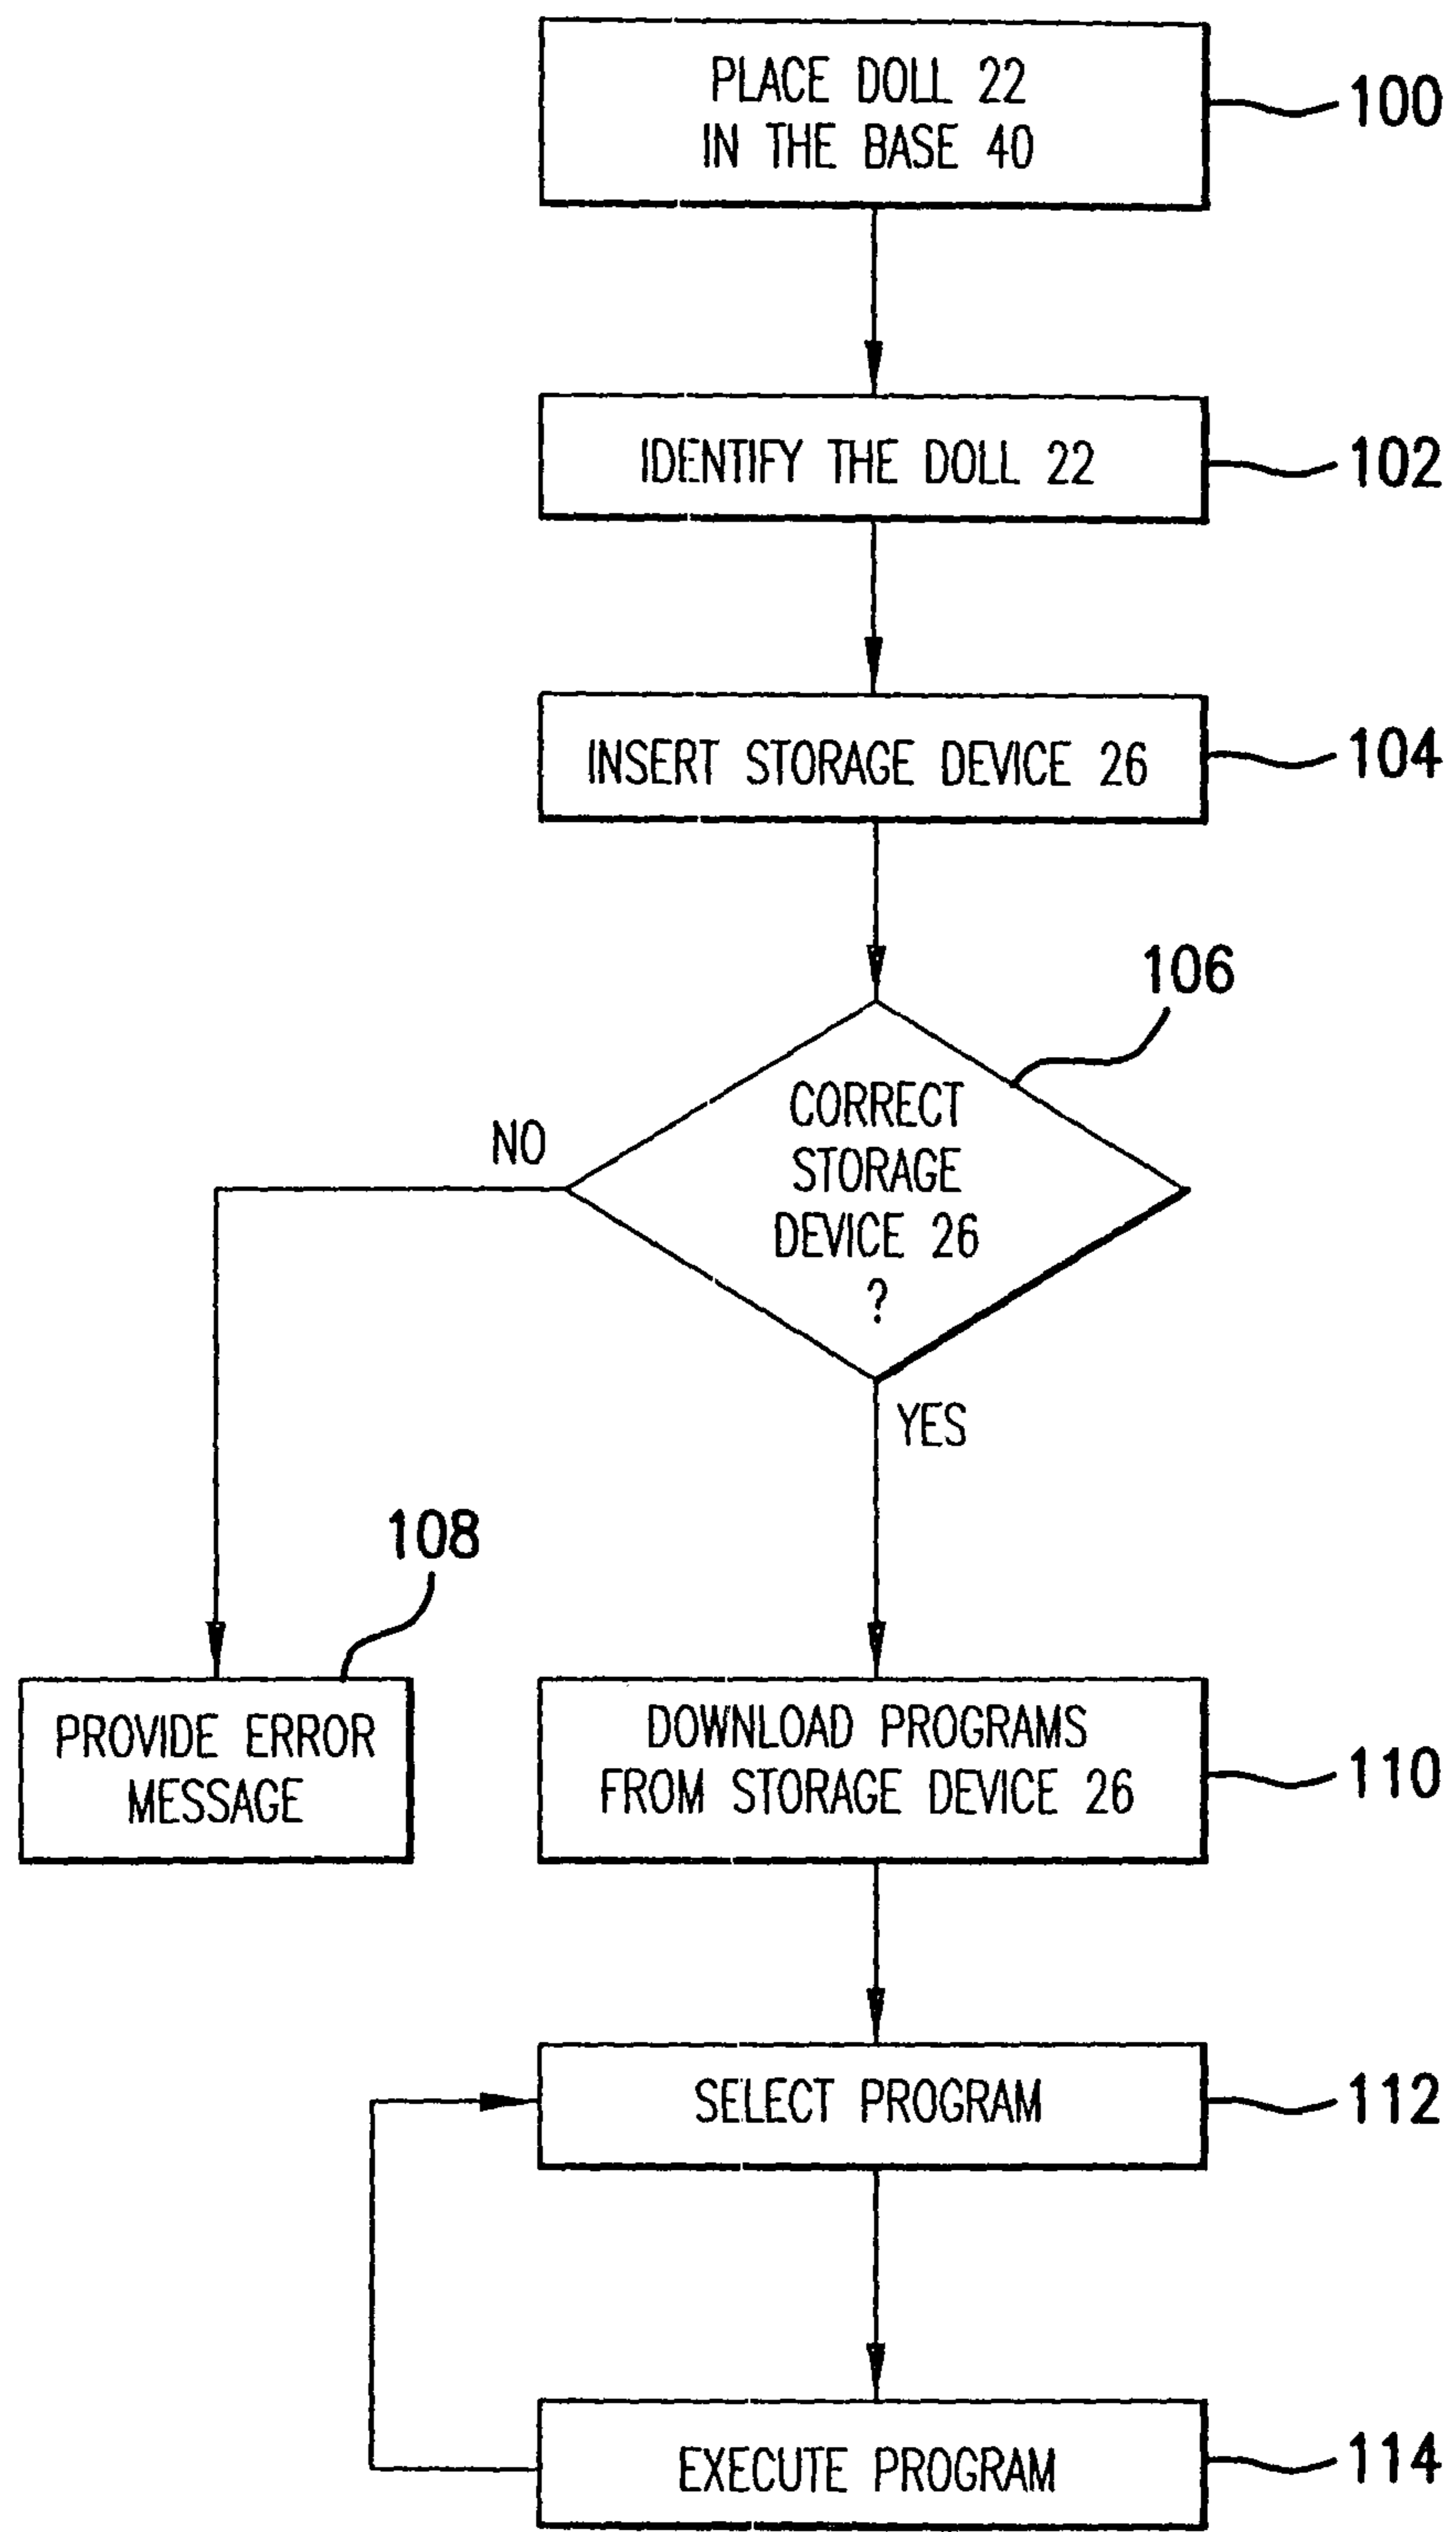 PLACE DOLL 22
IN THE BASE 40
100
IDENTIFY THE DOLL 22
102
INSERT STORAGE DEVICE 26
104
106
CORRECT
STORAGE
DEVICE 26
?
NO
YES
108
PROVIDE ERROR
MESSAGE
DOWNLOAD PROGRAMS
FROM STORAGE DEVICE 26
110
SELECT PROGRAM
112
EXECUTE PROGRAM
114